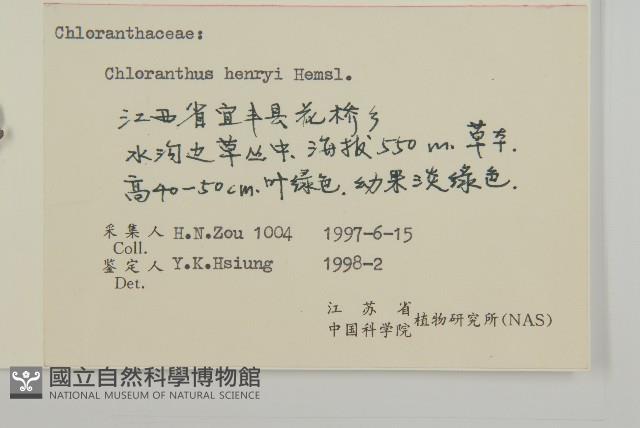 Chloranthaceae:
Chloranthus henryi Hemsl.
江西省宜丰县花桥乡
水沟边草丛中. 海拔550m. 草本.
高40-50cm. 叶绿色. 幼果淡绿色.
采集人 H.N.Zou 1004 1997-6-15
Coll.
鉴定人 Y.K.Hsiung 1998-2
Det.
江苏省
中国科学院 植物研究所(NAS)
國立自然科學博物館
NATIONAL MUSEUM OF NATURAL SCIENCE